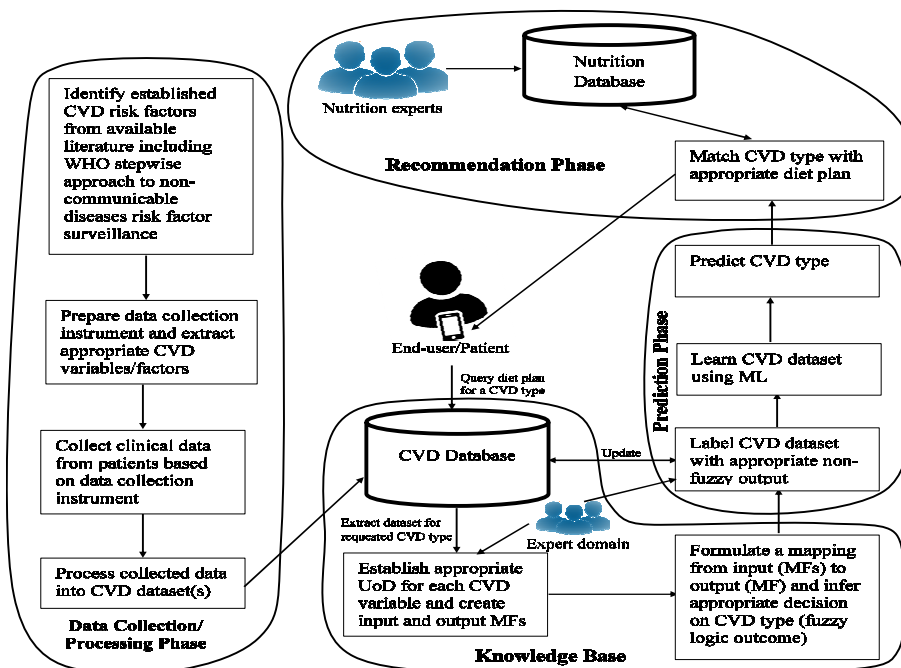 Identify established
CVD risk factors
from available
literature including
WHO stepwise
approach to non-
communicable
diseases risk factor
surveillance
Prepare data collection
instrument and extract
appropriate CVD
variables/factors
Collect clinical data
from patients based
on data collection
instrument
Process collected data
into CVD dataset(s)
Data Collection/
Processing Phase
Nutrition experts
Nutrition
Database
Recommendation Phase
Match CVD type with
appropriate diet plan
Predict CVD type
Learn CVD dataset
using ML
Label CVD dataset
with appropriate non-
fuzzy output
Prediction Phase
End-user/Patient
Query diet plan
for a CVD type
CVD Database
Update
Extract dataset for
requested CVD type
Expert domain
Establish appropriate
UoD for each CVD
variable and create
input and output MFs
Formulate a mapping
from input (MFs) to
output (MF) and infer
appropriate decision
on CVD type (fuzzy
logic outcome)
Knowledge Base